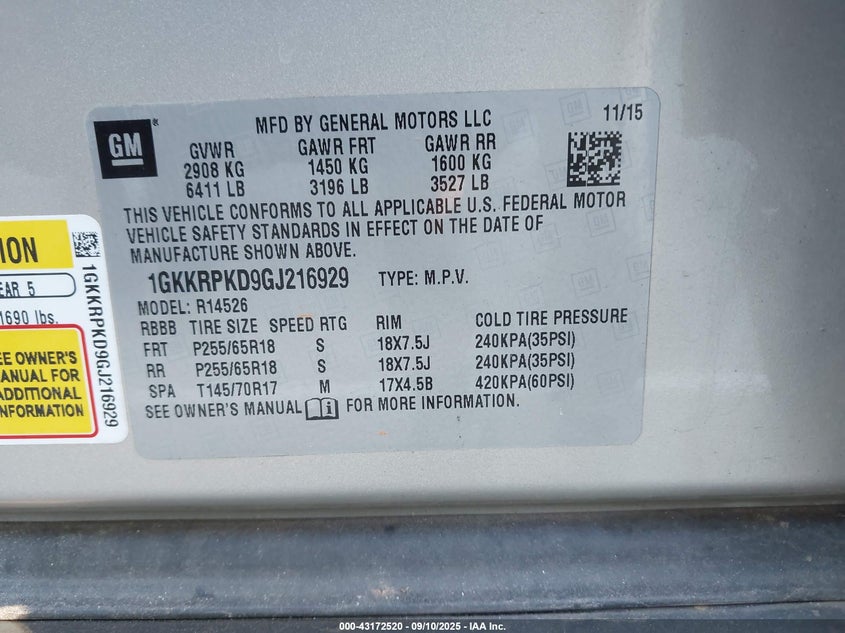 GM
MFD BY GENERAL MOTORS LLC
11/15
GVWR GAWR FRT GAWR RR
2908 KG 1450 KG 1600 KG
6411 LB 3196 LB 3527 LB
THIS VEHICLE CONFORMS TO ALL APPLICABLE U.S. FEDERAL MOTOR
VEHICLE SAFETY STANDARDS IN EFFECT ON THE DATE OF
MANUFACTURE SHOWN ABOVE.
1GKKRPKD9GJ216929 TYPE: M.P.V.
MODEL: R14526
RBBB TIRE SIZE SPEED RTG RIM COLD TIRE PRESSURE
FRT P255/65R18 S 18X7.5J 240KPA(35PSI)
RR P255/65R18 S 18X7.5J 240KPA(35PSI)
SPA T145/70R17 M 17X4.5B 420KPA(60PSI)
SEE OWNER'S MANUAL FOR MORE INFORMATION.
ION
EAR 5
1690 lbs.
EE OWNER'S
ANUAL FOR
ADDITIONAL
NFORMATION
1GKKRPKD9GJ216929
000-43172520 - 09/10/2025 - IAA Inc.